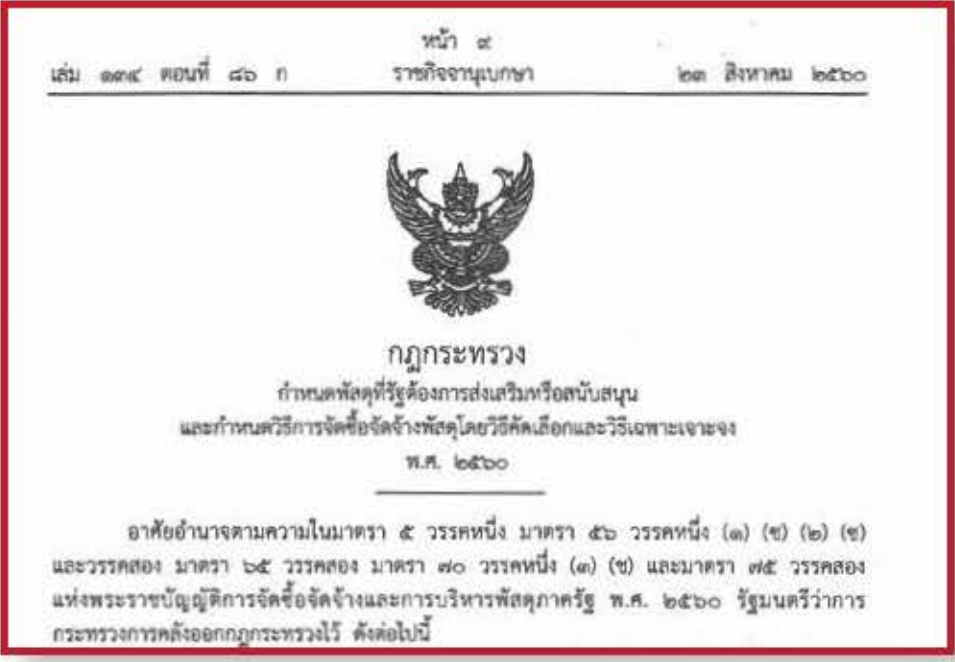 หน้า ๙
เล่ม ๑๓๔ ตอนที่ ๘๖ ก ราชกิจจานุเบกษา ๒๓ สิงหาคม ๒๕๖๐
กฎกระทรวง
กำหนดพัสดุที่รัฐต้องการส่งเสริมหรือสนับสนุน
และกำหนดวิธีการจัดซื้อจัดจ้างพัสดุโดยวิธีคัดเลือกและวิธีเฉพาะเจาะจง
พ.ศ. ๒๕๖๐
อาศัยอำนาจตามความในมาตรา ๕ วรรคหนึ่ง มาตรา ๕๖ วรรคหนึ่ง (๑) (ช) (๒) (ซ)
และวรรคสอง มาตรา ๖๕ วรรคสอง มาตรา ๗๐ วรรคหนึ่ง (๓) (ซ) และมาตรา ๗๕ วรรคสอง
แห่งพระราชบัญญัติการจัดซื้อจัดจ้างและการบริหารพัสดุภาครัฐ พ.ศ. ๒๕๖๐ รัฐมนตรีว่าการ
กระทรวงการคลังออกกฎกระทรวงไว้ ดังต่อไปนี้